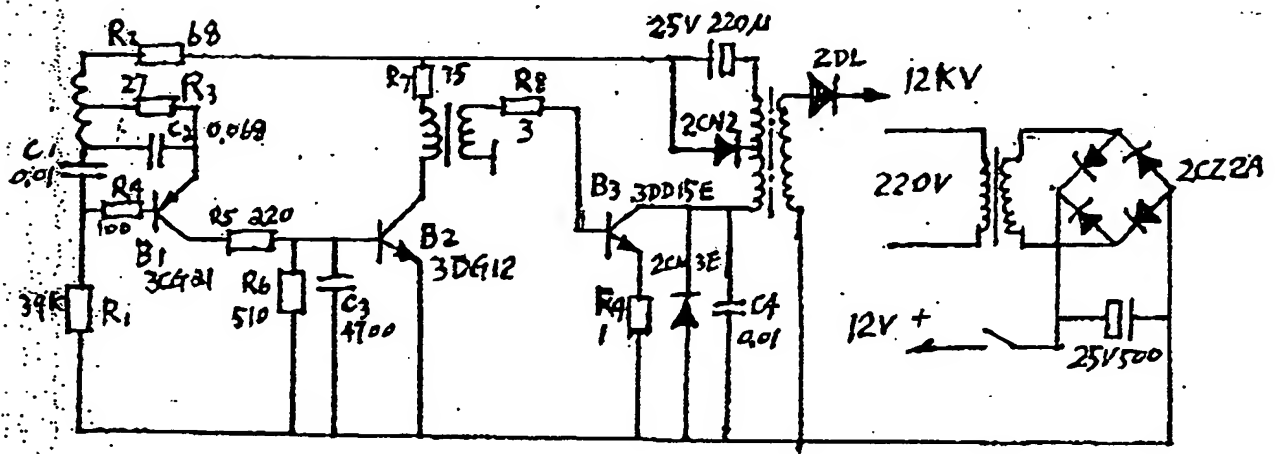 R2 68
25V 220μ
2DL
12KV
27 R3
R7 75
R8
3
C2 0.068
2CN2
C1
0.01
R4
100
220V
2CZ2A
B3 3DD15E
R5 220
B1
3CG21
B2
3DG12
2CN3E
39K R1
R6
510
C3
4700
R9
1
C4
0.01
12V +
25V500